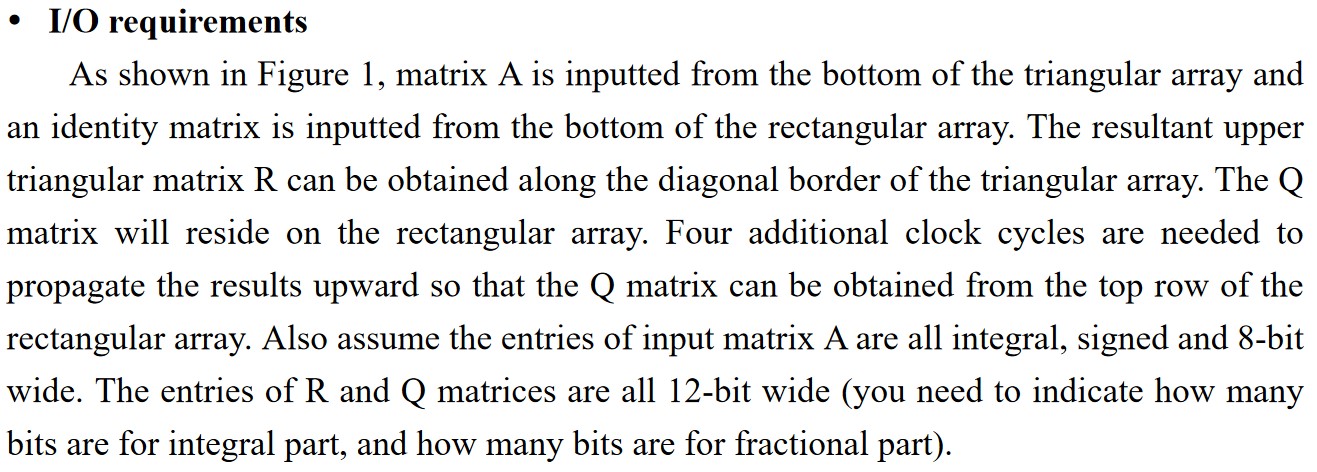 • I/O requirements
As shown in Figure 1, matrix A is inputted from the bottom of the triangular array and
an identity matrix is inputted from the bottom of the rectangular array. The resultant upper
triangular matrix R can be obtained along the diagonal border of the triangular array. The Q
matrix will reside on the rectangular array. Four additional clock cycles are needed to
propagate the results upward so that the Q matrix can be obtained from the top row of the
rectangular array. Also assume the entries of input matrix A are all integral, signed and 8-bit
wide. The entries of R and Q matrices are all 12-bit wide (you need to indicate how many
bits are for integral part, and how many bits are for fractional part).